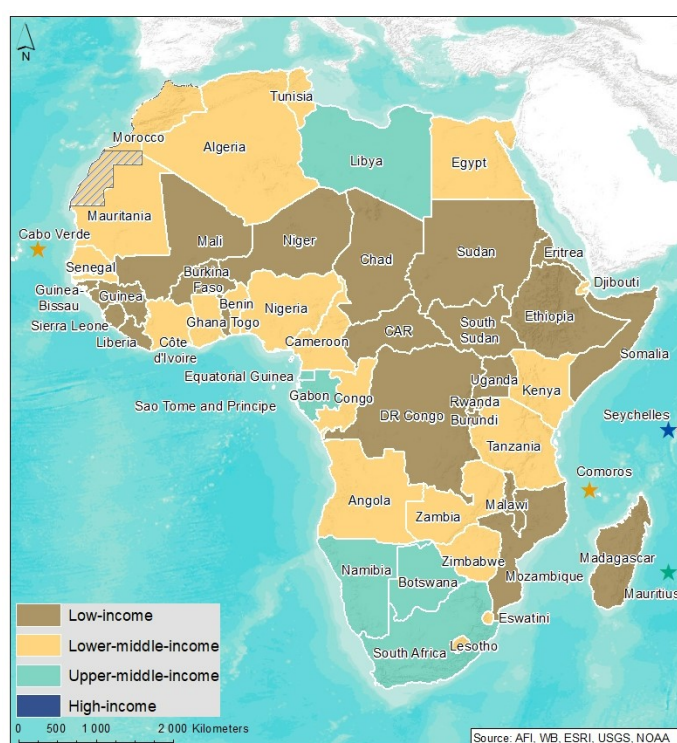 N
Tunisia
Morocco
Algeria
Libya
Egypt
Mauritania
Cabo Verde
Mali
Niger
Chad
Sudan
Eritrea
Senegal
Burkina
Faso
Djibouti
Guinea-
Bissau
Guinea
Benin
Nigeria
Ethiopia
Sierra Leone
Ghana
Togo
South
Sudan
CAR
Liberia
Côte
d'Ivoire
Cameroon
Somalia
Equatorial Guinea
Uganda
Kenya
Gabon
Congo
Rwanda
Sao Tome and Principe
DR Congo
Burundi
Seychelles
Tanzania
Comoros
Angola
Malawi
Zambia
Zimbabwe
Madagascar
Namibia
Botswana
Mozambique
Mauritius
Eswatini
South Africa
Lesotho
Low-income
Lower-middle-income
Upper-middle-income
High-income
0 500 1 000 2 000 Kilometers
Source: AFI, WB, ESRI, USGS, NOAA